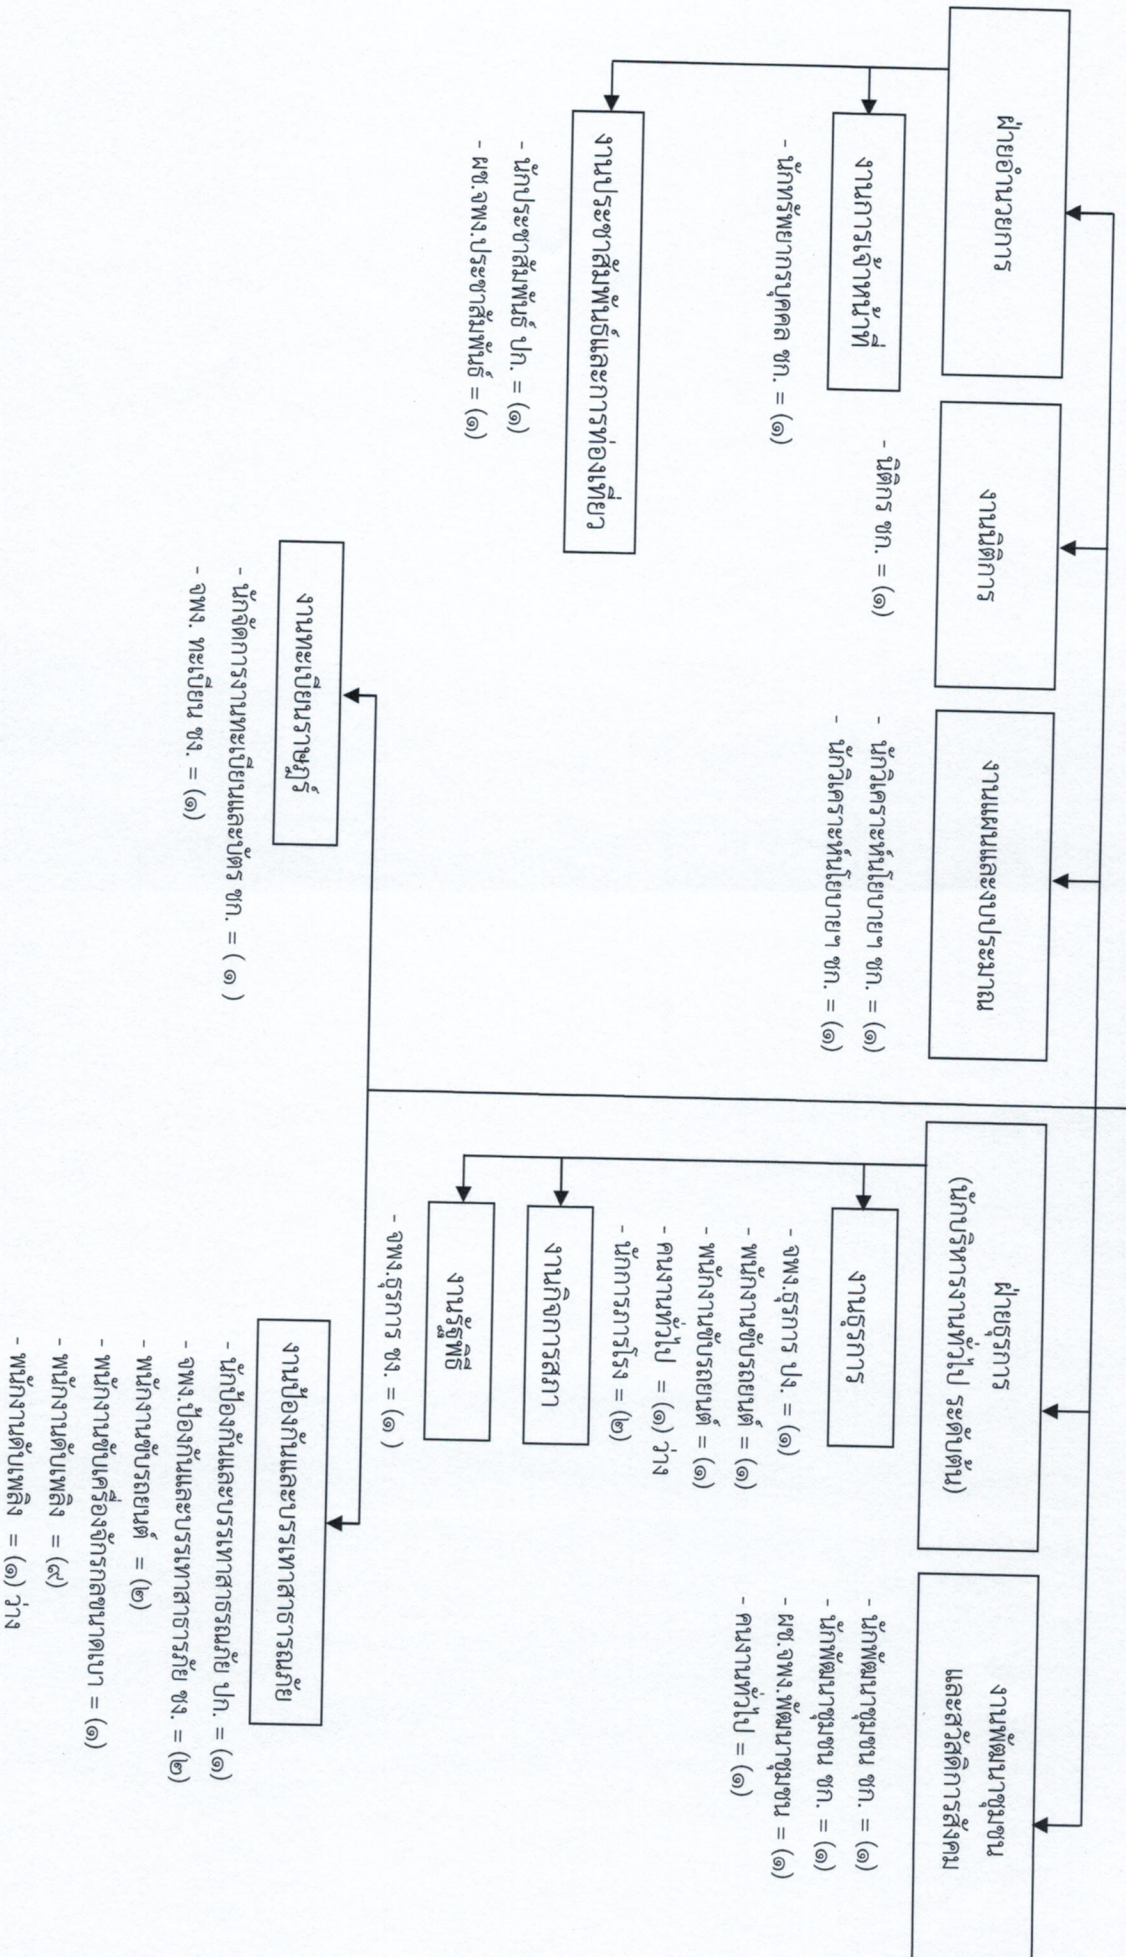 ฝ่ายอำนวยการ
งานการเจ้าหน้าที่
- นักทรัพยากรบุคคล ชก. = (๑)
งานประชาสัมพันธ์และการท่องเที่ยว
- นักประชาสัมพันธ์ ปก. = (๑)
- ผช.จพง.ประชาสัมพันธ์ = (๑)
งานนิติการ
- นิติกร ชก. = (๑)
งานแผนและงบประมาณ
- นักวิเคราะห์นโยบายฯ ชก. = (๑)
- นักวิเคราะห์นโยบายฯ ชก. = (๑)
ฝ่ายธุรการ
(นักบริหารงานทั่วไป ระดับต้น)
งานธุรการ
- จพง.ธุรการ ปง. = (๑)
- พนักงานขับรถยนต์ = (๑)
- พนักงานขับรถยนต์ = (๑)
- คนงานทั่วไป = (๑) ว่าง
- นักการภารโรง = (๒)
งานกิจการสภา
งานรัฐพิธี
- จพง.ธุรการ ชง. = (๑ )
งานพัฒนาชุมชน
และสวัสดิการสังคม
- นักพัฒนาชุมชน ชก. = (๑)
- นักพัฒนาชุมชน ชก. = (๑)
- ผช.จพง.พัฒนาชุมชน = (๑)
- คนงานทั่วไป = (๑)
งานทะเบียนราษฎร์
- นักจัดการงานทะเบียนและบัตร ชก. = ( ๑ )
- จพง. ทะเบียน ชง. = (๑)
งานป้องกันและบรรเทาสาธารณภัย
- นักป้องกันและบรรเทาสาธารณภัย ปก. = (๑)
- จพง.ป้องกันและบรรเทาสาธารภัย ชง. = (๒)
- พนักงานขับรถยนต์ = (๒)
- พนักงานขับเครื่องจักรกลขนาดเบา = (๑)
- พนักงานดับเพลิง = (๙)
- พนักงานดับเพลิง = (๑) ว่าง